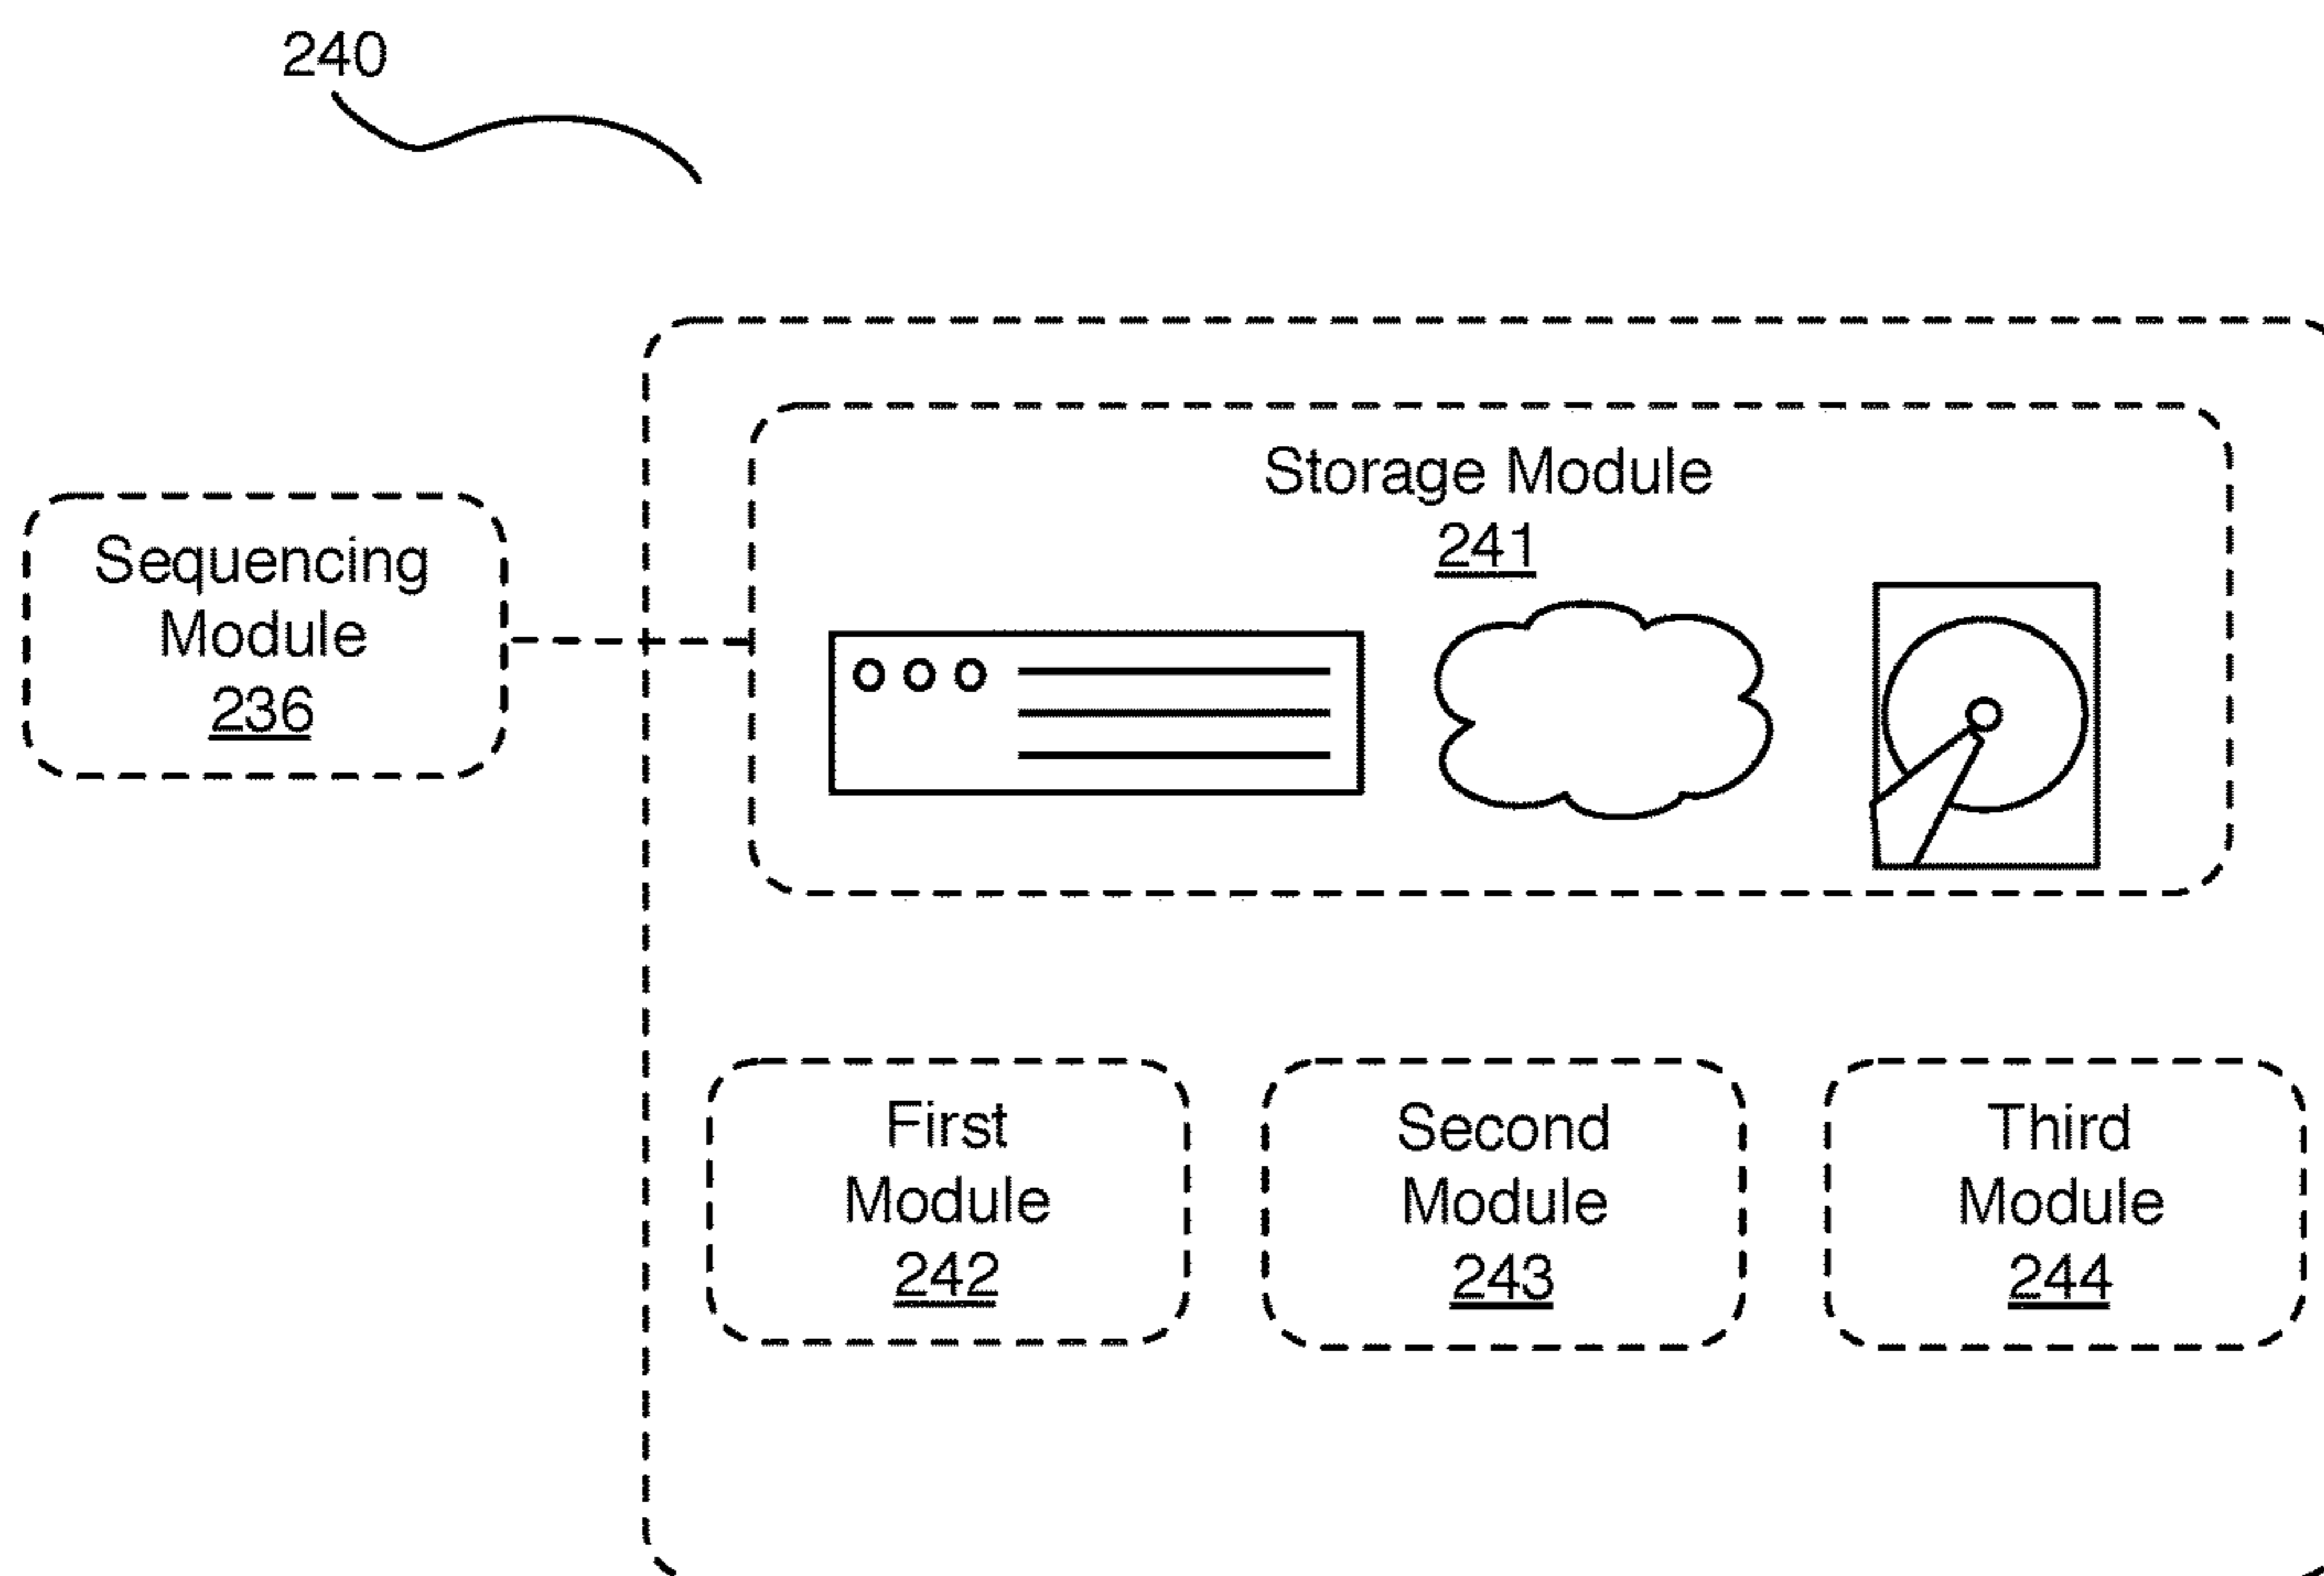 240
Storage Module
241
Sequencing
Module
236
First
Module
242
Second
Module
243
Third
Module
244